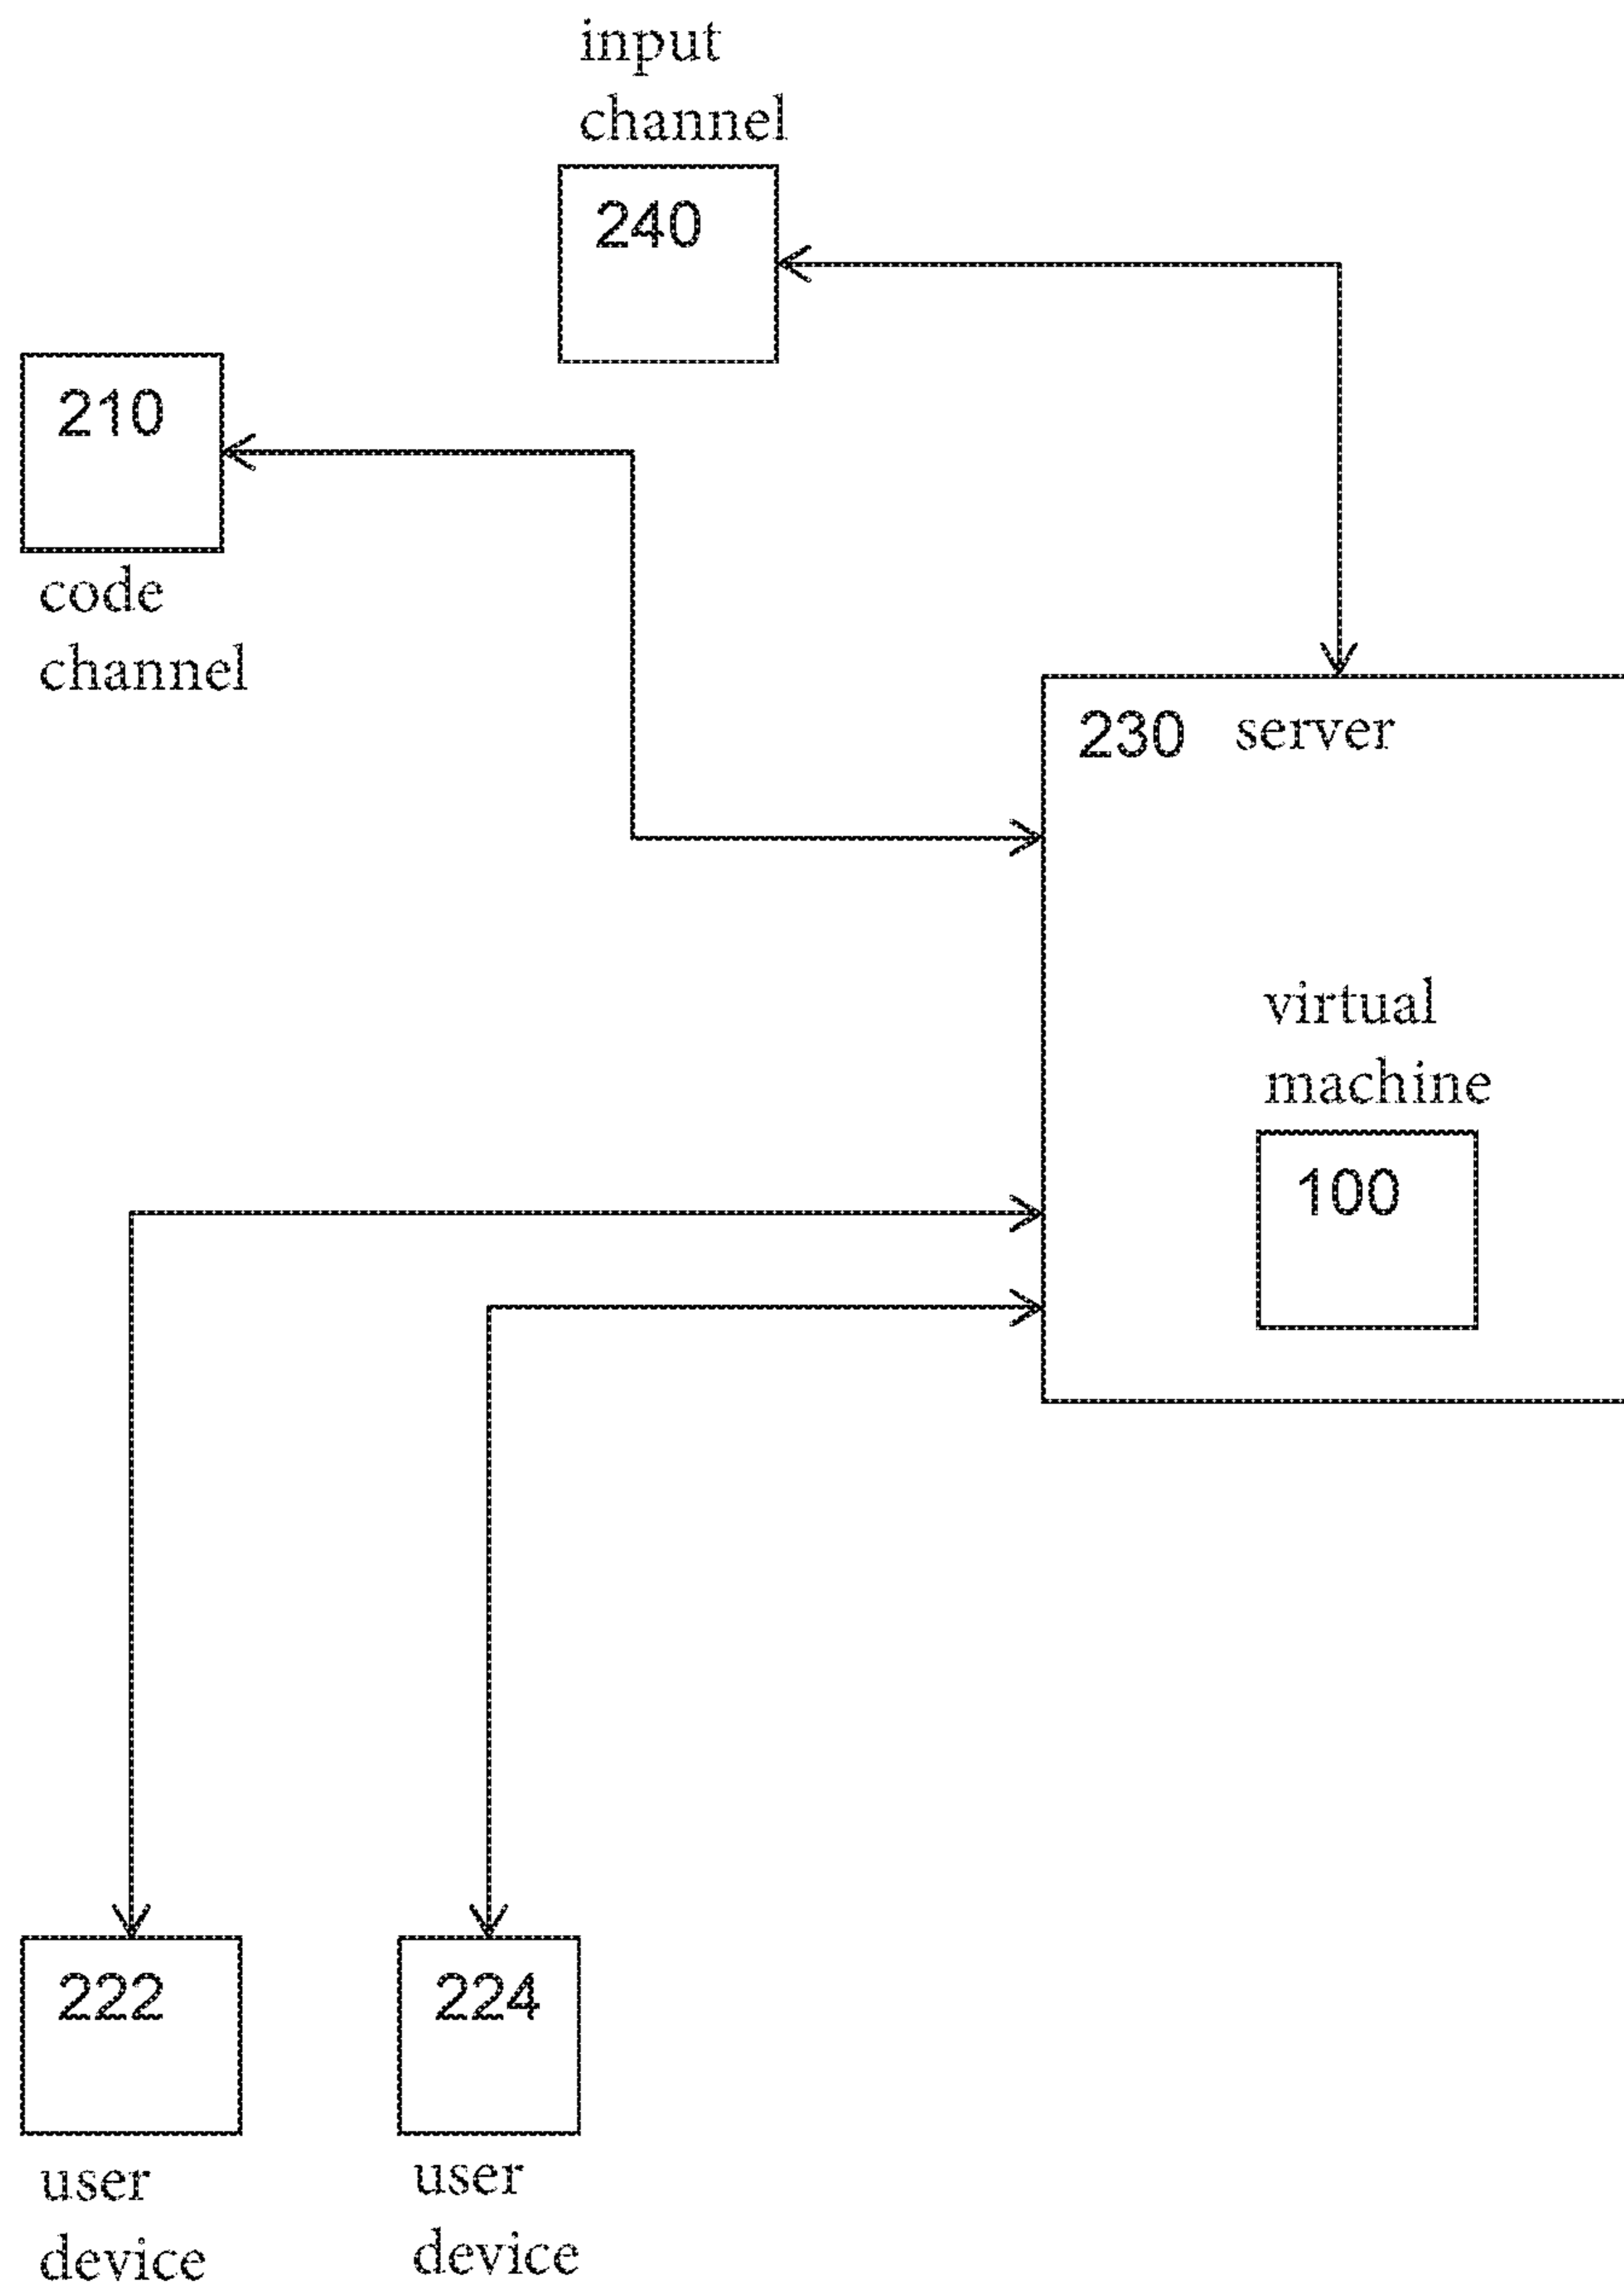 input
channel
240
210
code
channel
230 server
virtual
machine
100
222
224
user
device
user
device